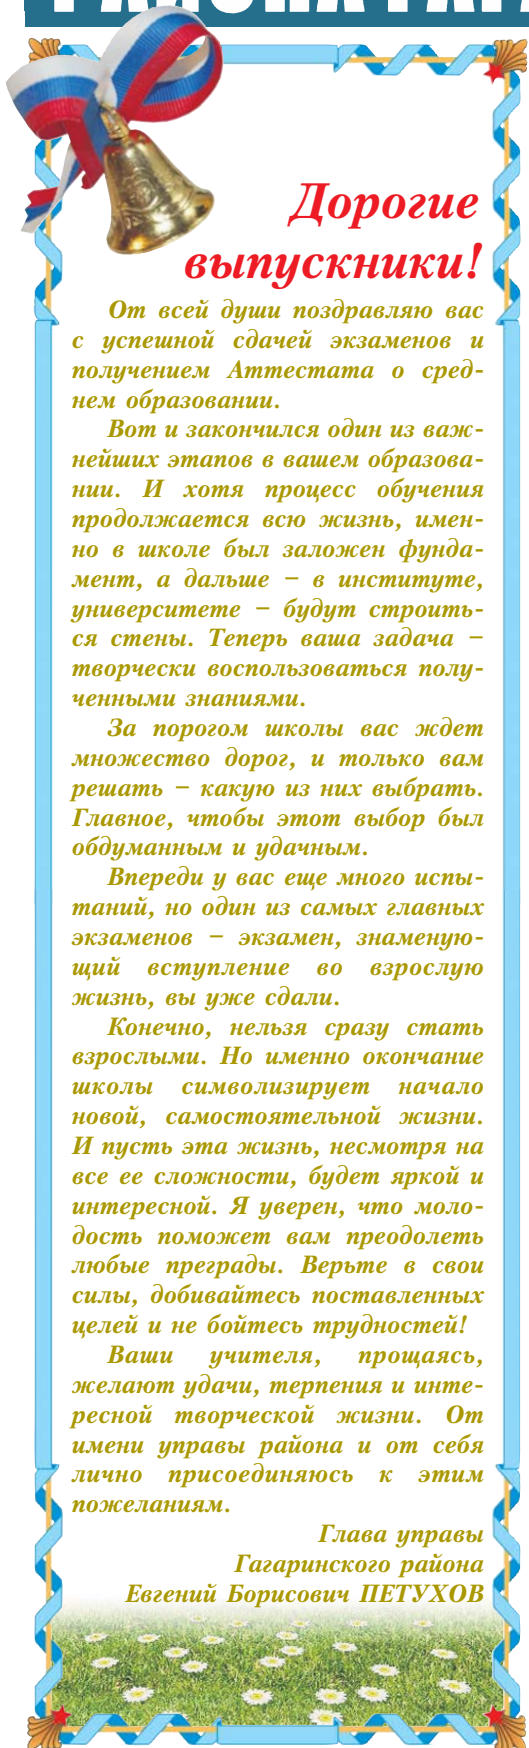 Дорогие
выпускники!
От всей души поздравляю вас
с успешной сдачей экзаменов и
получением Аттестата о сред-
нем образовании.
Вот и закончился один из важ-
нейших этапов в вашем образова-
нии. И хотя процесс обучения
продолжается всю жизнь, имен-
но в школе был заложен фунда-
мент, а дальше – в институте,
университете – будут строить-
ся стены. Теперь ваша задача –
творчески воспользоваться полу-
ченными знаниями.
За порогом школы вас ждет
множество дорог, и только вам
решать – какую из них выбрать.
Главное, чтобы этот выбор был
обдуманным и удачным.
Впереди у вас еще много испы-
таний, но один из самых главных
экзаменов – экзамен, знаменую-
щий вступление во взрослую
жизнь, вы уже сдали.
Конечно, нельзя сразу стать
взрослыми. Но именно окончание
школы символизирует начало
новой, самостоятельной жизни.
И пусть эта жизнь, несмотря на
все ее сложности, будет яркой и
интересной. Я уверен, что моло-
дость поможет вам преодолеть
любые преграды. Верьте в свои
силы, добивайтесь поставленных
целей и не бойтесь трудностей!
Ваши учителя, прощаясь,
желают удачи, терпения и инте-
ресной творческой жизни. От
имени управы района и от себя
лично присоединяюсь к этим
пожеланиям.
Глава управы
Гагаринского района
Евгений Борисович ПЕТУХОВ